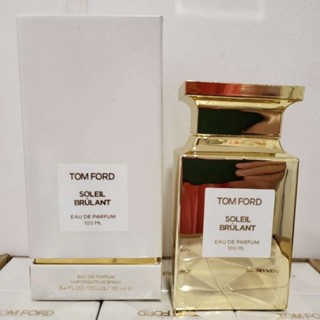 TOM FORD
SOLEIL
BRÛLANT
EAU DE PARFUM
100 ML
EAU DE PARFUM
VAPORISATEUR SPRAY
TOM FORD
SOLEIL
BRÛLANT
EAU DE PARFUM
100 ML